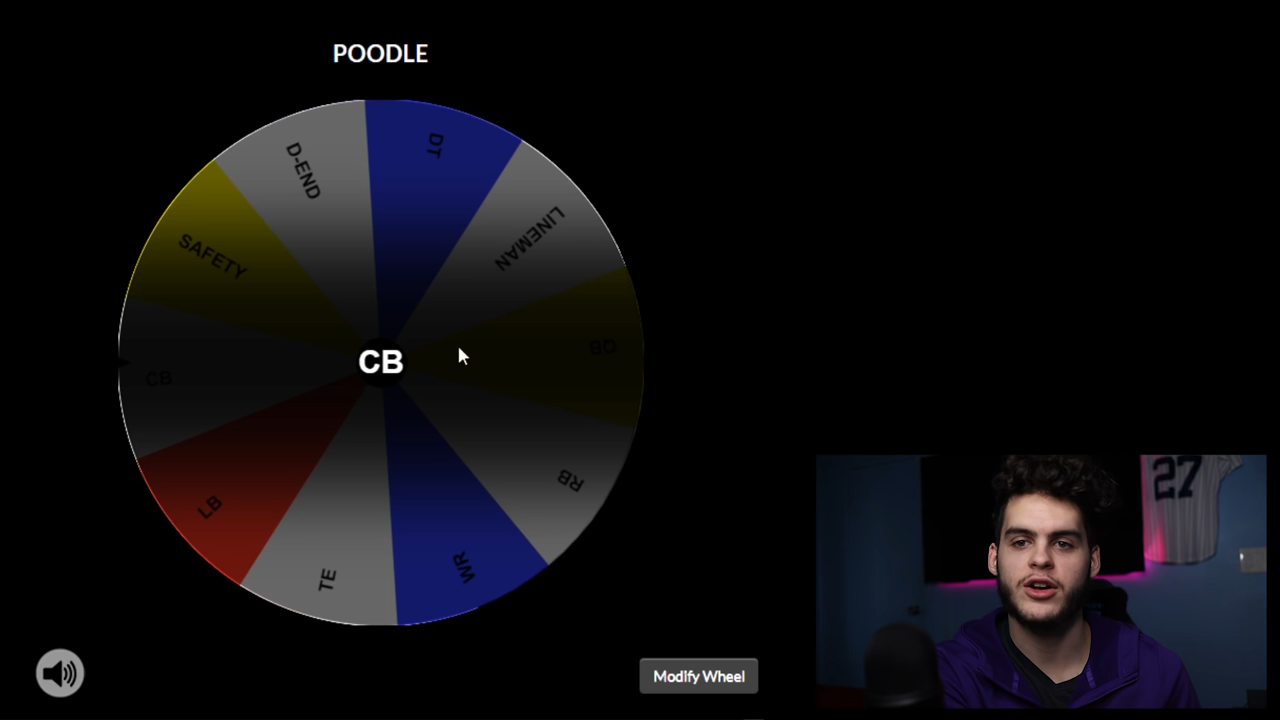 POODLE
DT
D-END
LINEMAN
SAFETY
QB
CB
CB
RB
LB
WR
TE
27
Modify Wheel